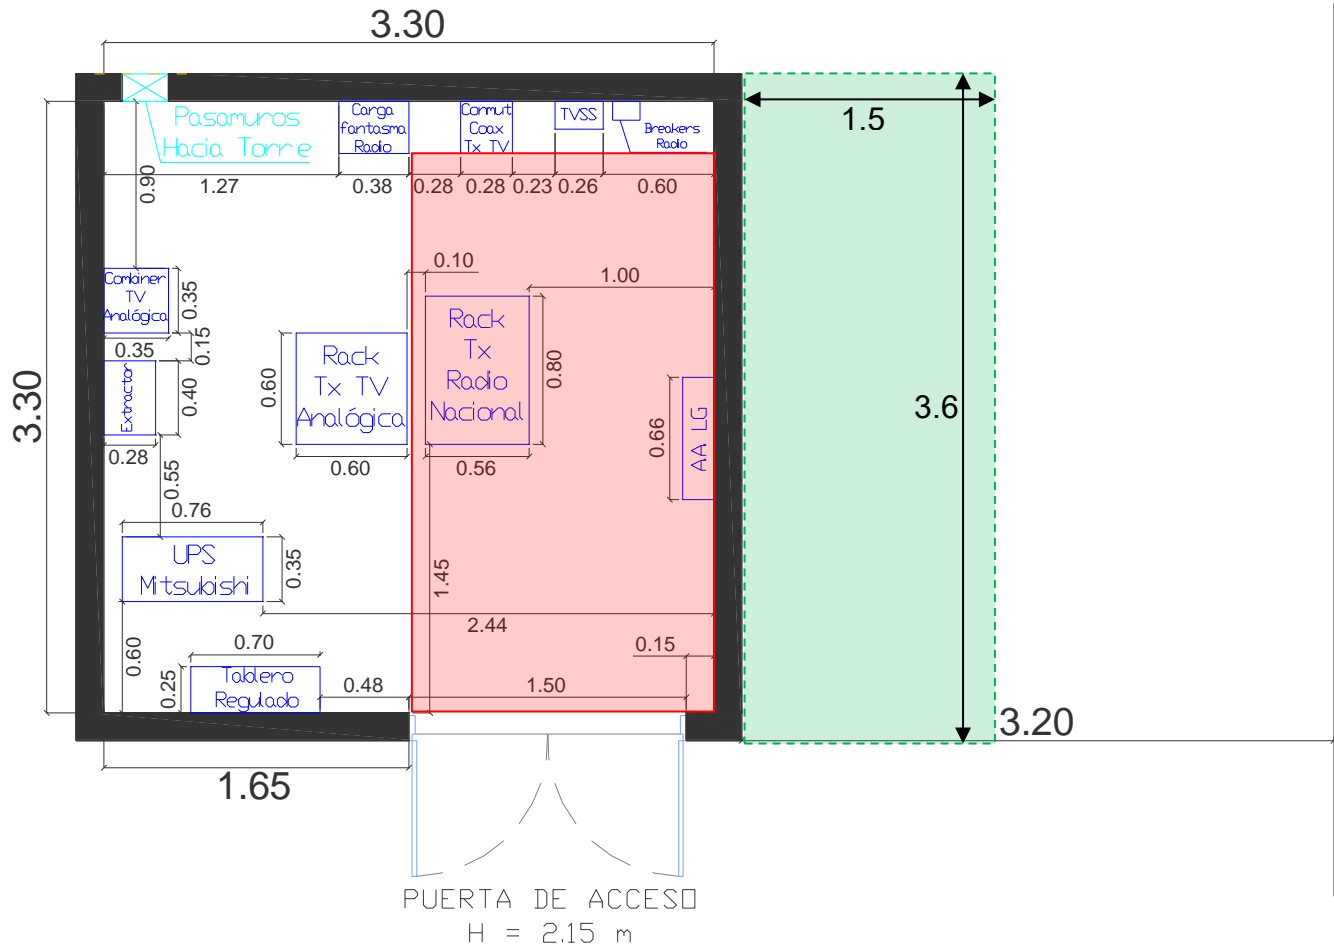 3.30
Pasamuros
Hacia Torre
Carga
fantasma
Radio
Conmut
Coax
Tx TV
TVSS
Breakers
Radio
1.5
0.90
1.27
0.38
0.28
0.28
0.23
0.26
0.60
0.10
1.00
Combiner
TV
Analógica
0.35
0.35
0.15
Extractor
0.40
0.28
0.55
3.30
0.60
Rack
Tx TV
Analógica
0.60
Rack
Tx
Radio
Nacional
0.80
0.56
0.66
AA LG
3.6
0.76
UPS
Mitsubishi
0.35
1.45
2.44
0.60
0.70
0.25
Tablero
Regulado
0.48
1.50
0.15
3.20
1.65
PUERTA DE ACCESO
H = 2.15 m